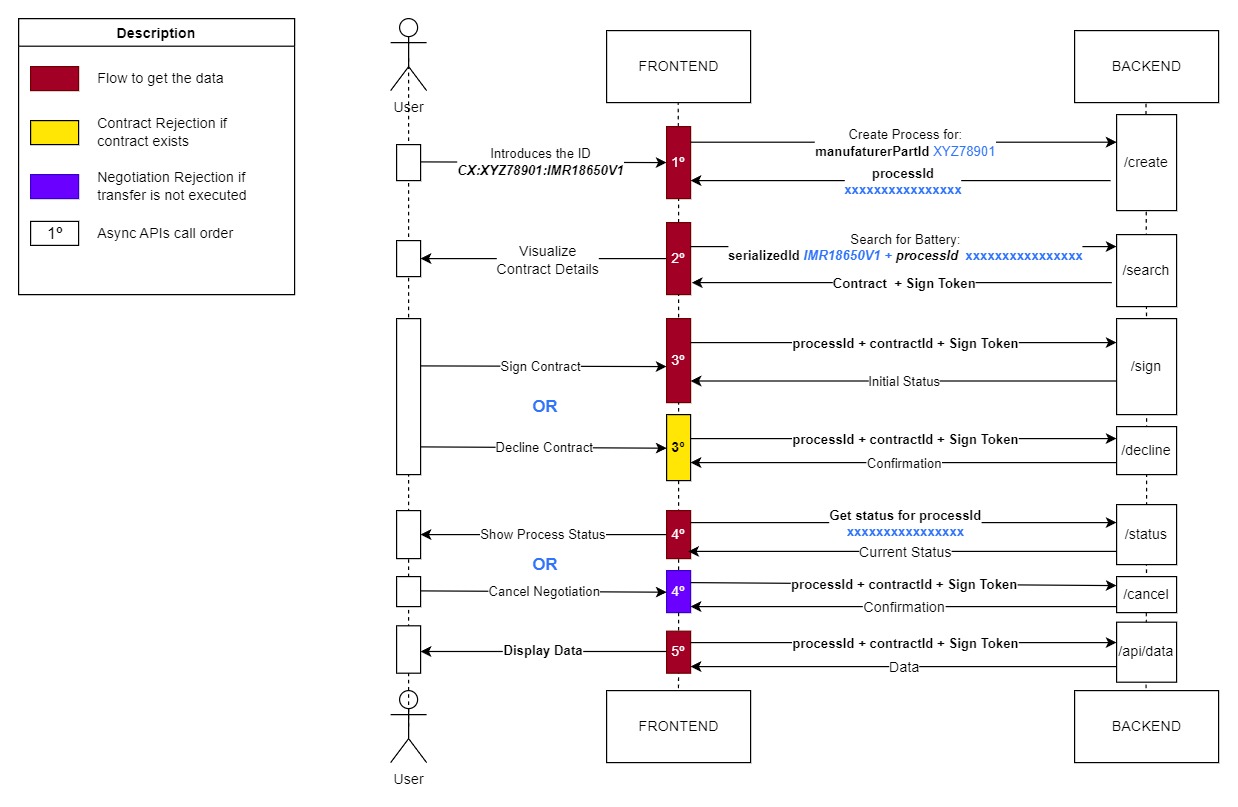 Description
Flow to get the data
Contract Rejection if
contract exists
Negotiation Rejection if
transfer is not executed
1º
Async APIs call order
User
FRONTEND
BACKEND
Introduces the ID
CX:XYZ78901:IMR18650V1
1º
Create Process for:
manufaturerPartId XYZ78901
processId
xxxxxxxxxxxxxxxx
/create
Visualize
Contract Details
2º
Search for Battery:
serializedId IMR18650V1 + processId xxxxxxxxxxxxxxxx
Contract + Sign Token
/search
Sign Contract
3º
processId + contractId + Sign Token
Initial Status
/sign
OR
Decline Contract
3º
processId + contractId + Sign Token
Confirmation
/decline
Show Process Status
4º
Get status for processId
xxxxxxxxxxxxxxxx
Current Status
/status
OR
Cancel Negotiation
4º
processId + contractId + Sign Token
Confirmation
/cancel
Display Data
5º
processId + contractId + Sign Token
Data
/api/data
User
FRONTEND
BACKEND